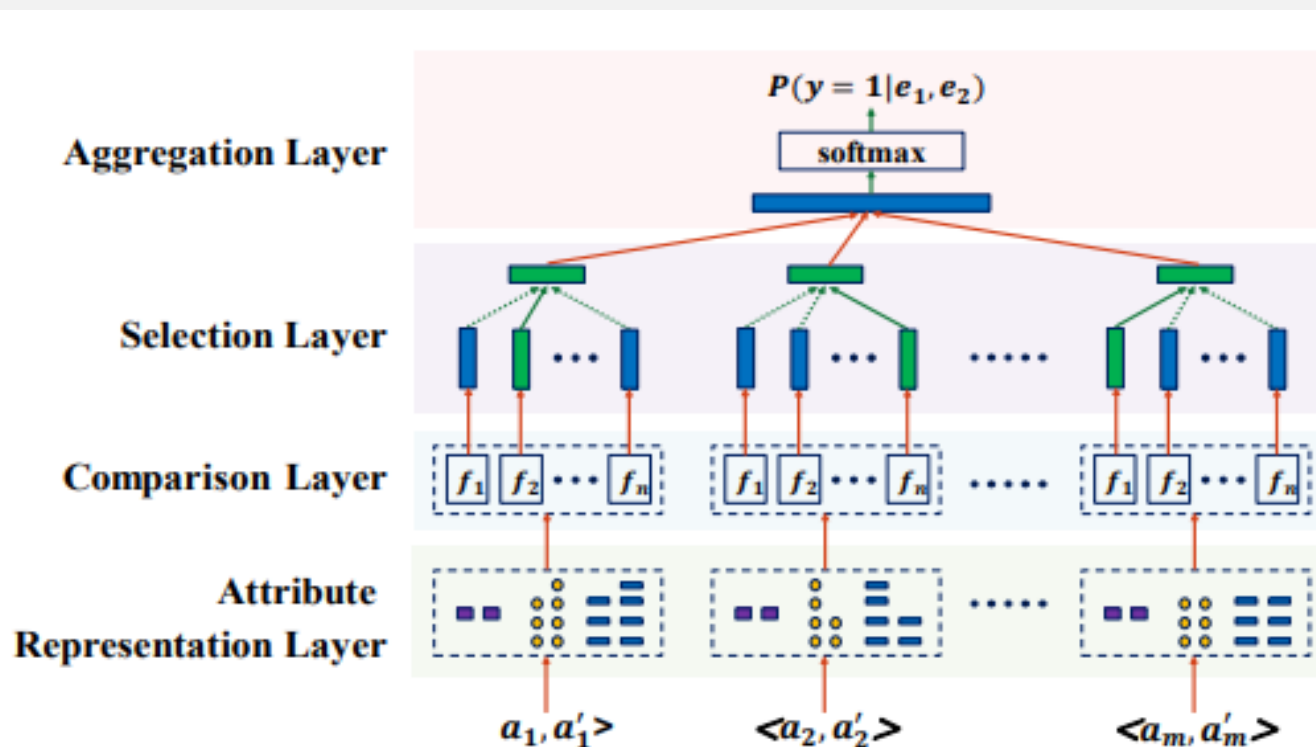 P(y = 1|e₁, e₂)
Aggregation Layer
softmax
Selection Layer
Comparison Layer
f₁ f₂ ••• fₙ f₁ f₂ ••• fₙ ••••• f₁ f₂ ••• fₙ
Attribute
Representation Layer
a₁, a′₁> <a₂, a′₂> <aₘ, a′ₘ>